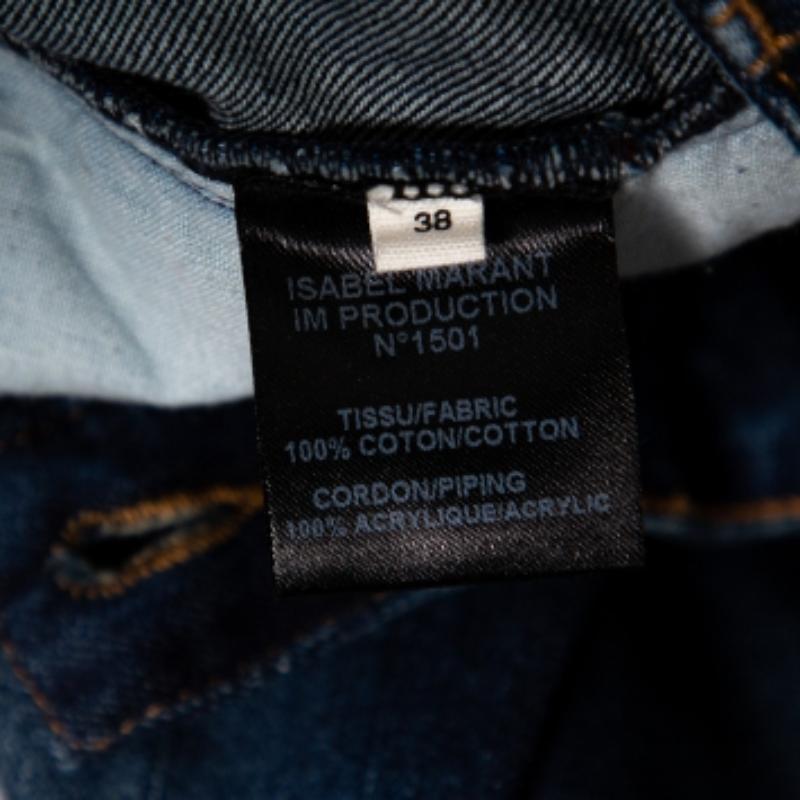 38
ISABEL MARANT
IM PRODUCTION
N°1501
TISSU/FABRIC
100% COTON/COTTON
CORDON/PIPING
100% ACRYLIQUE/ACRYLIC